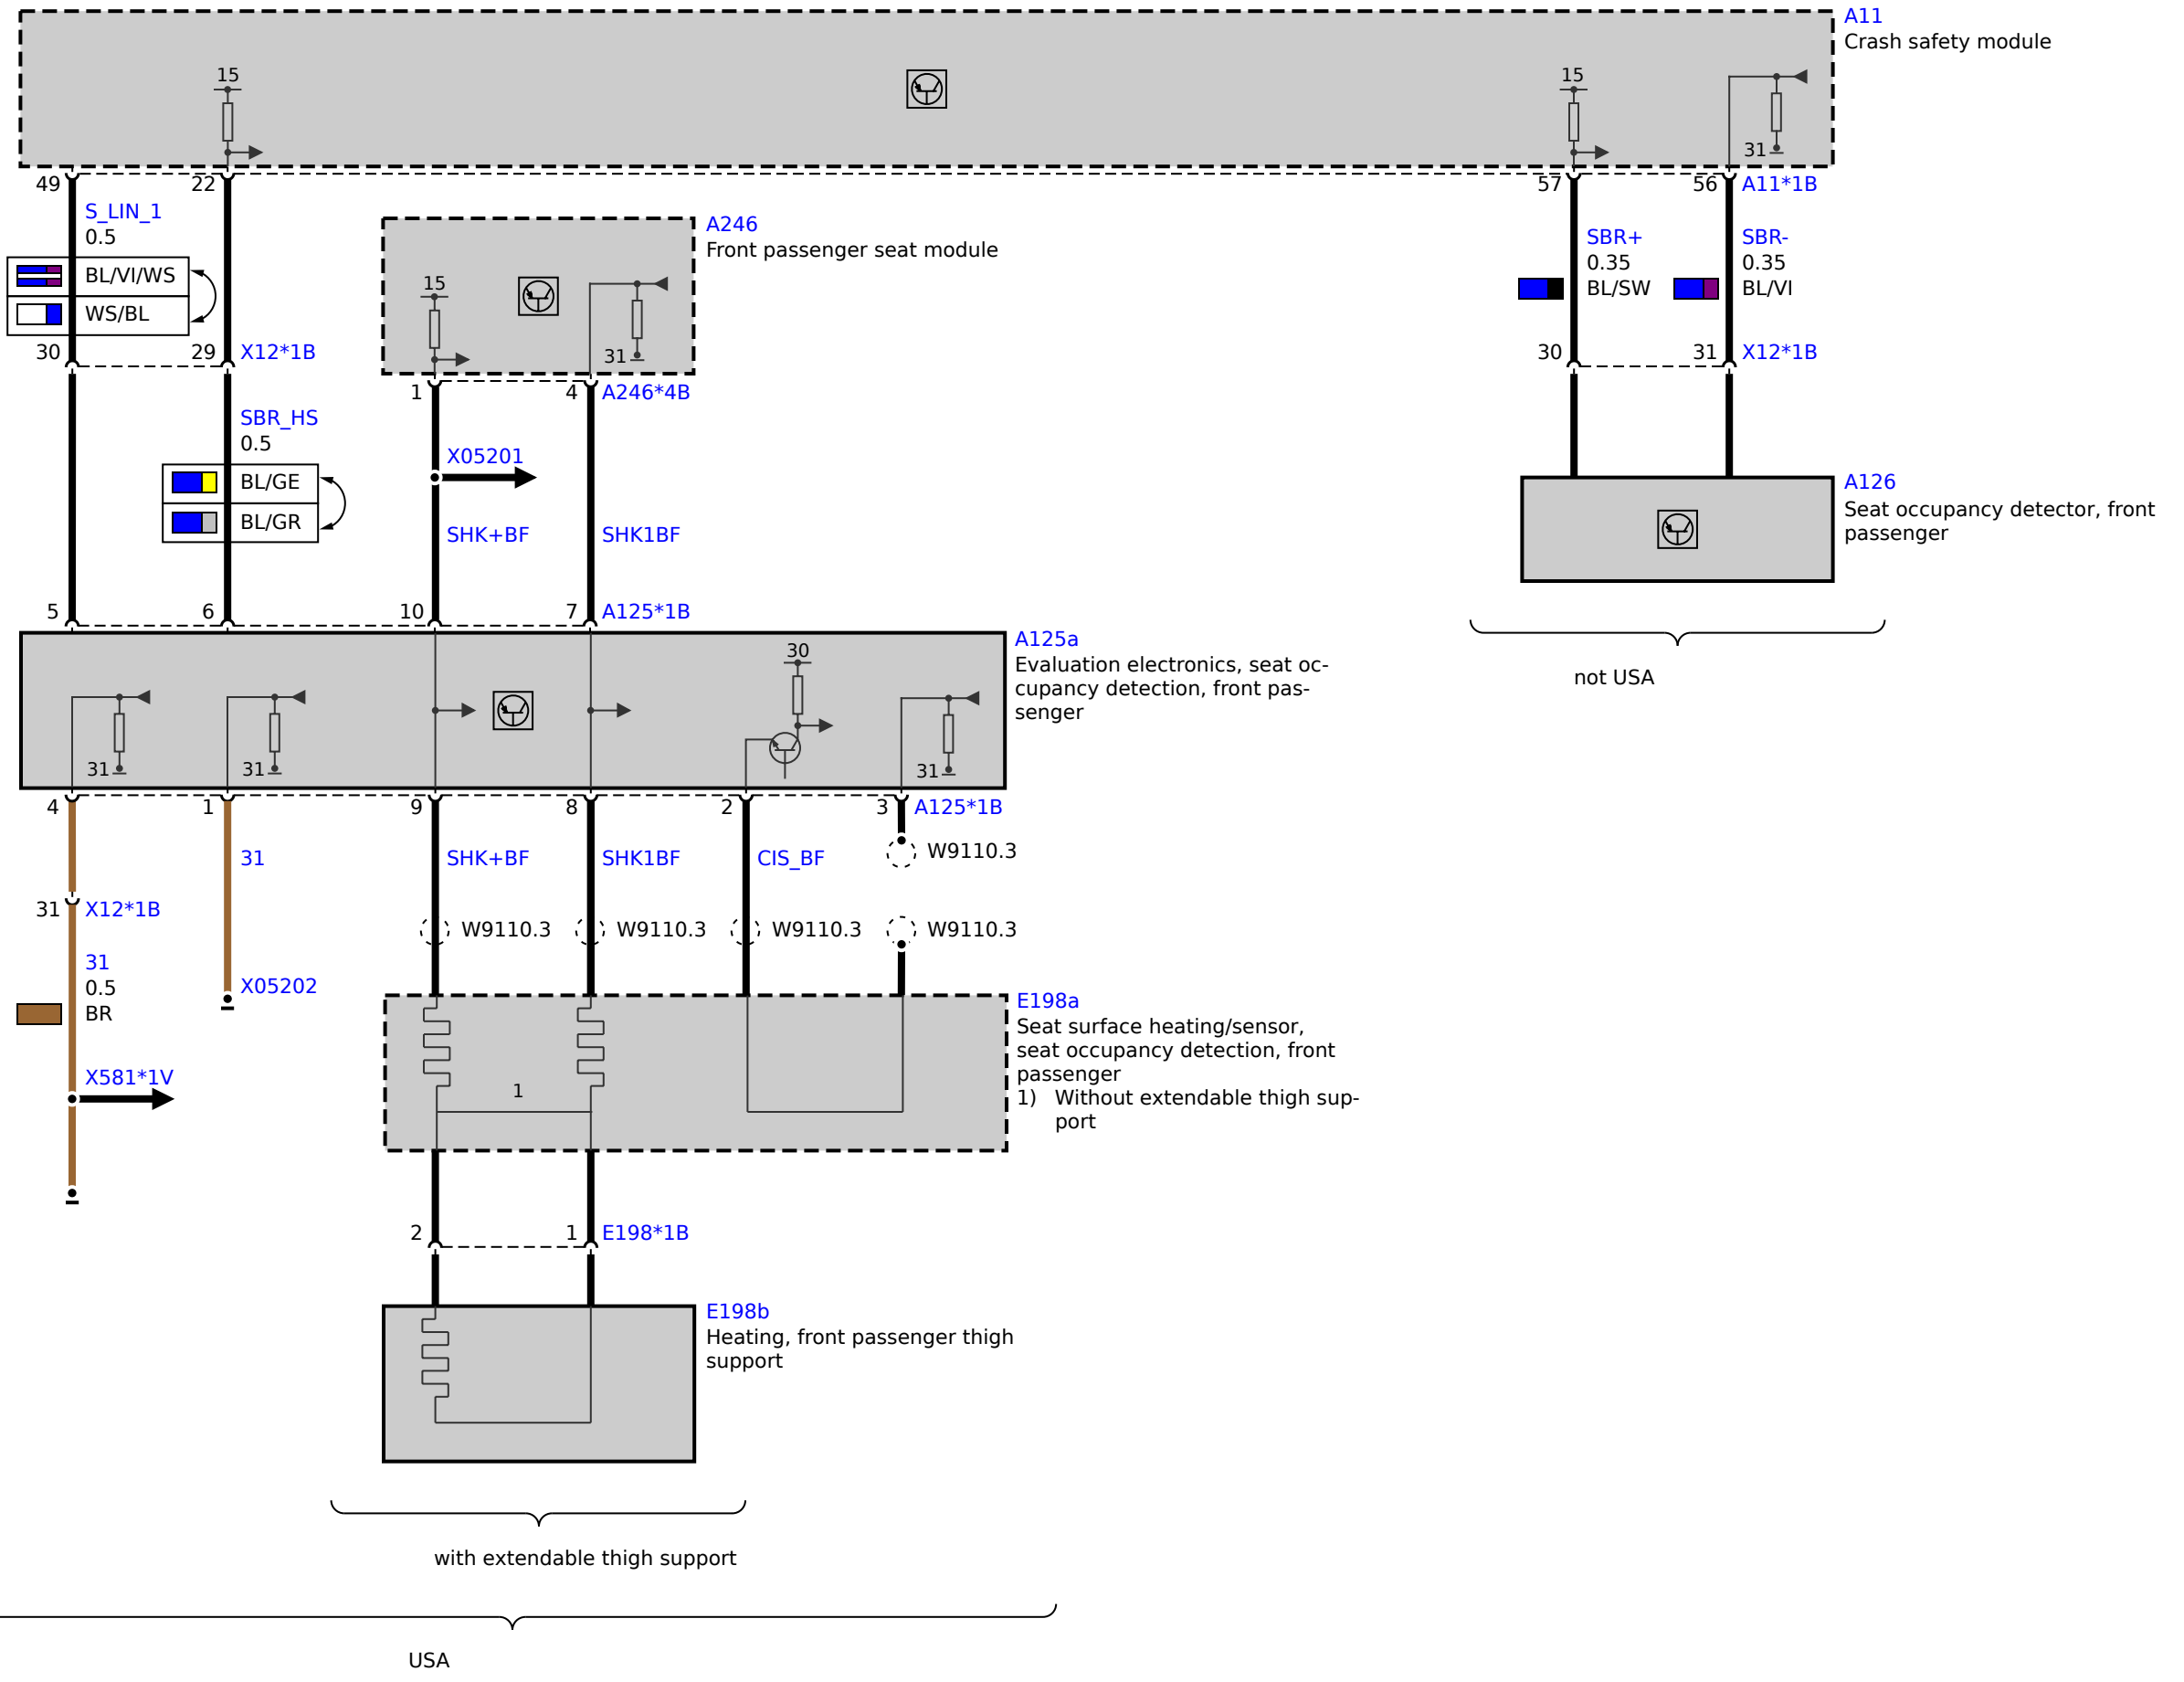 A11
Crash safety module
15
15
31
49
22
57
56
A11*1B
S_LIN_1
0.5
BL/VI/WS
WS/BL
30
29
X12*1B
A246
Front passenger seat module
15
31
SBR+
0.35
BL/SW
SBR-
0.35
BL/VI
30
31
X12*1B
1
4
A246*4B
SBR_HS
0.5
BL/GE
BL/GR
X05201
SHK+BF
SHK1BF
A126
Seat occupancy detector, front
passenger
not USA
5
6
10
7
A125*1B
A125a
Evaluation electronics, seat oc-
cupancy detection, front pas-
senger
30
31
31
31
4
1
9
8
2
3
A125*1B
31
SHK+BF
SHK1BF
CIS_BF
W9110.3
31
X12*1B
W9110.3
W9110.3
W9110.3
W9110.3
31
0.5
BR
X05202
X581*1V
E198a
Seat surface heating/sensor,
seat occupancy detection, front
passenger
1) Without extendable thigh sup-
port
1
2
1
E198*1B
E198b
Heating, front passenger thigh
support
with extendable thigh support
USA